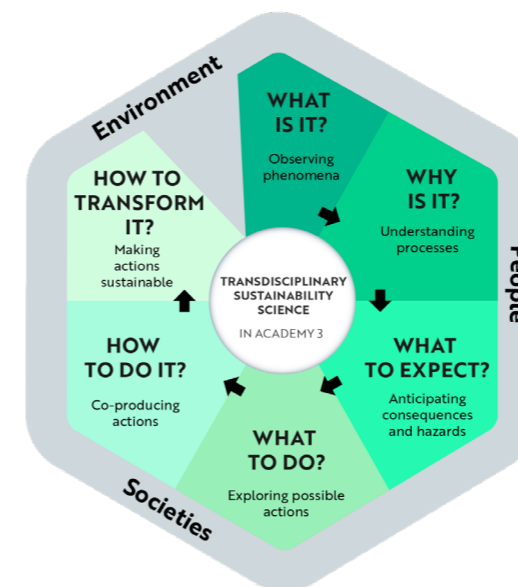 Environment
WHAT
IS IT?
Observing
phenomena
WHY
IS IT?
Understanding
processes
People
WHAT
TO EXPECT?
Anticipating
consequences
and hazards
WHAT
TO DO?
Exploring possible
actions
Societies
HOW
TO DO IT?
Co-producing
actions
HOW TO
TRANSFORM
IT?
Making
actions
sustainable
TRANSDISCIPLINARY
SUSTAINABILITY
SCIENCE
IN ACADEMY 3